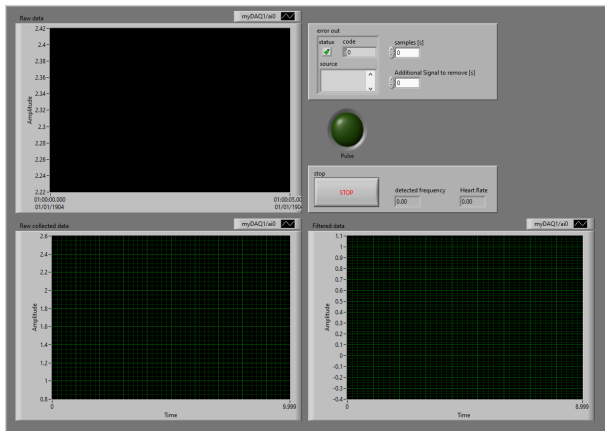 Raw data
myDAQ1/ai0
Amplitude
2.42
2.4
2.38
2.36
2.34
2.32
2.3
2.28
2.26
2.24
2.22
01:00:00.000
01/01/1904
01:00:05.00
01/01/190
error out
status
code
0
source
samples [s]
0
Additional Signal to remove [s]
0
Pulse
stop
STOP
detected frequency
0.00
Heart Rate
0.00
Raw collected data
myDAQ1/ai0
Amplitude
2.6
2.4
2.2
2
1.8
1.6
1.4
1.2
1
0.8
0
9.999
Time
Filtered data
myDAQ1/ai0
Amplitude
1.1
1
0.9
0.8
0.7
0.6
0.5
0.4
0.3
0.2
0.1
0
-0.1
-0.2
-0.3
-0.4
0
8.999
Time